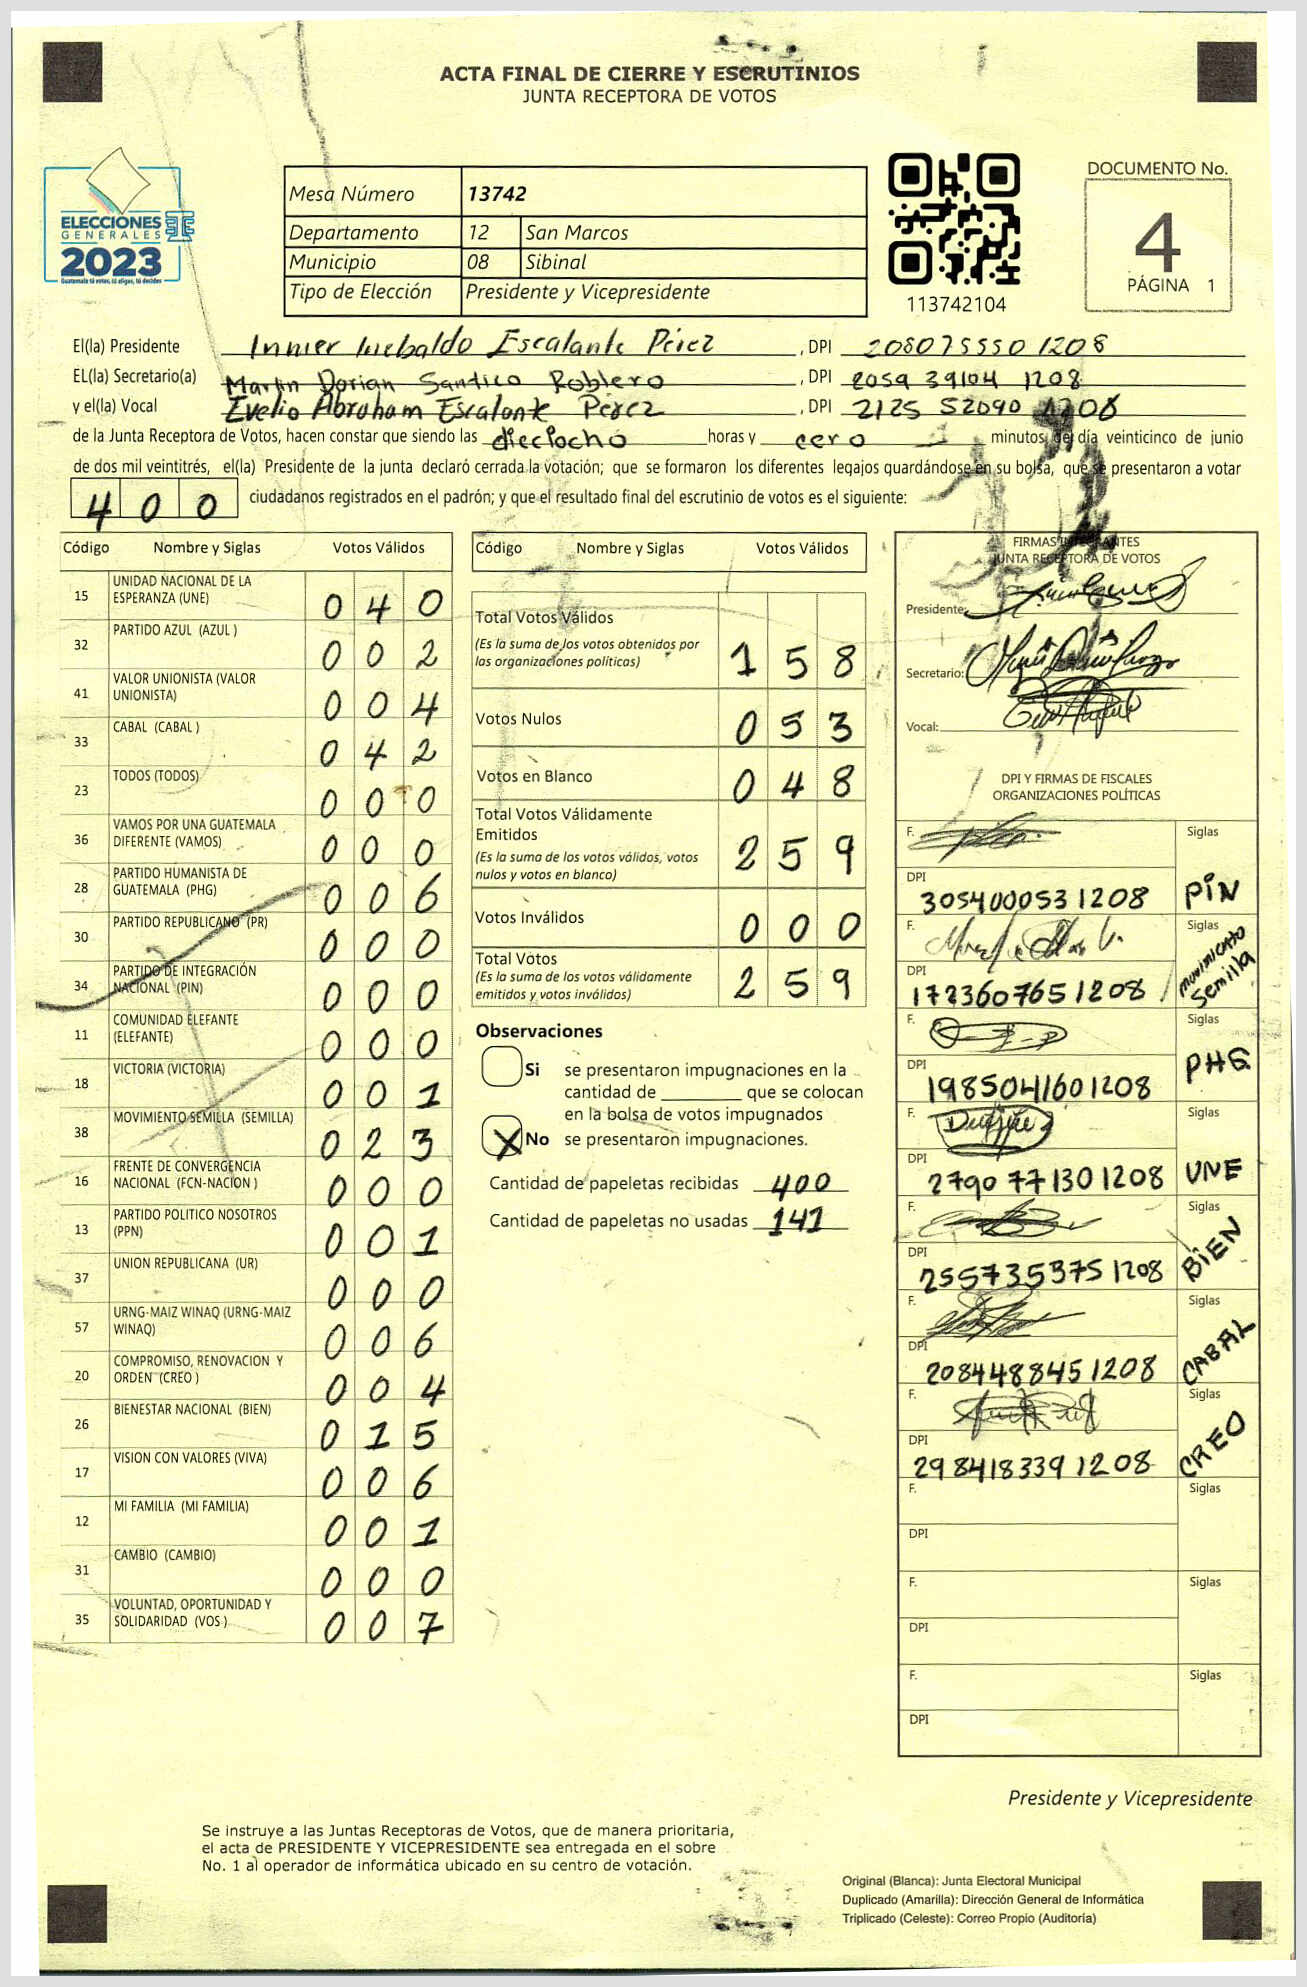 ACTA FINAL DE CIERRE Y ESCRUTINIOS
JUNTA RECEPTORA DE VOTOS
ELECCIONES
GENERALES
2023
Guatemala tú votas, tú eliges, tú decides
Mesa Número 13742
Departamento 12 San Marcos
Municipio 08 Sibinal
Tipo de Elección Presidente y Vicepresidente
113742104
DOCUMENTO No.
4
PÁGINA 1
El(la) Presidente Escalante Pérez , DPI 208075550 1208
EL(la) Secretario(a) Martin Dorian Santico Roblero , DPI 2059 39104 1208
y el(la) Vocal Evelio Abraham Escalante Pérez , DPI 2125 52090 1208
de la Junta Receptora de Votos, hacen constar que siendo las dieciocho horas y cero minutos del día veinticinco de junio
de dos mil veintitrés, el(la) Presidente de la junta declaró cerrada la votación; que se formaron los diferentes legajos guardándose en su bolsa, que se presentaron a votar
400 ciudadanos registrados en el padrón; y que el resultado final del escrutinio de votos es el siguiente:
Código Nombre y Siglas Votos Válidos
15 UNIDAD NACIONAL DE LA
ESPERANZA (UNE) 0 4 0
32 PARTIDO AZUL (AZUL ) 0 0 2
41 VALOR UNIONISTA (VALOR
UNIONISTA) 0 0 4
33 CABAL (CABAL ) 0 4 2
23 TODOS (TODOS) 0 0 0
36 VAMOS POR UNA GUATEMALA
DIFERENTE (VAMOS) 0 0 0
28 PARTIDO HUMANISTA DE
GUATEMALA (PHG) 0 0 6
30 PARTIDO REPUBLICANO (PR) 0 0 0
34 PARTIDO DE INTEGRACIÓN
NACIONAL (PIN) 0 0 0
11 COMUNIDAD ELEFANTE
(ELEFANTE) 0 0 0
18 VICTORIA (VICTORIA) 0 0 1
38 MOVIMIENTO SEMILLA (SEMILLA) 0 2 3
16 FRENTE DE CONVERGENCIA
NACIONAL (FCN-NACION ) 0 0 0
13 PARTIDO POLITICO NOSOTROS
(PPN) 0 0 1
37 UNION REPUBLICANA (UR) 0 0 0
57 URNG-MAIZ WINAQ (URNG-MAIZ
WINAQ) 0 0 6
20 COMPROMISO, RENOVACION Y
ORDEN (CREO ) 0 0 4
26 BIENESTAR NACIONAL (BIEN) 0 1 5
17 VISION CON VALORES (VIVA) 0 0 6
12 MI FAMILIA (MI FAMILIA) 0 0 1
31 CAMBIO (CAMBIO) 0 0 0
35 VOLUNTAD, OPORTUNIDAD Y
SOLIDARIDAD (VOS ) 0 0 7
Código Nombre y Siglas Votos Válidos
Total Votos Válidos
(Es la suma de los votos obtenidos por
las organizaciones políticas) 1 5 8
Votos Nulos 0 5 3
Votos en Blanco 0 4 8
Total Votos Válidamente
Emitidos
(Es la suma de los votos válidos, votos
nulos y votos en blanco) 2 5 9
Votos Inválidos 0 0 0
Total Votos
(Es la suma de los votos válidamente
emitidos y votos inválidos) 2 5 9
Observaciones
Si se presentaron impugnaciones en la
cantidad de ________ que se colocan
en la bolsa de votos impugnados
X No se presentaron impugnaciones.
Cantidad de papeletas recibidas 400
Cantidad de papeletas no usadas 141
FIRMAS INTEGRANTES
JUNTA RECEPTORA DE VOTOS
Presidente:
Secretario:
Vocal:
DPI Y FIRMAS DE FISCALES
ORGANIZACIONES POLÍTICAS
F. Siglas
DPI 305400053 1208 PIN
F. Siglas
DPI 172360765 1208 MOVIMIENTO Semilla
F. Siglas
DPI 198504160 1208 PHG
F. Siglas
DPI 2790 77130 1208 UNE
F. Siglas
DPI 255735375 1208 BIEN
F. Siglas
DPI 208448845 1208 CABAL
F. Siglas
DPI 298418339 1208 CREO
F. Siglas
DPI
F. Siglas
DPI
F. Siglas
DPI
Presidente y Vicepresidente
Se instruye a las Juntas Receptoras de Votos, que de manera prioritaria,
el acta de PRESIDENTE Y VICEPRESIDENTE sea entregada en el sobre
No. 1 al operador de informática ubicado en su centro de votación.
Original (Blanca): Junta Electoral Municipal
Duplicado (Amarilla): Dirección General de Informática
Triplicado (Celeste): Correo Propio (Auditoría)